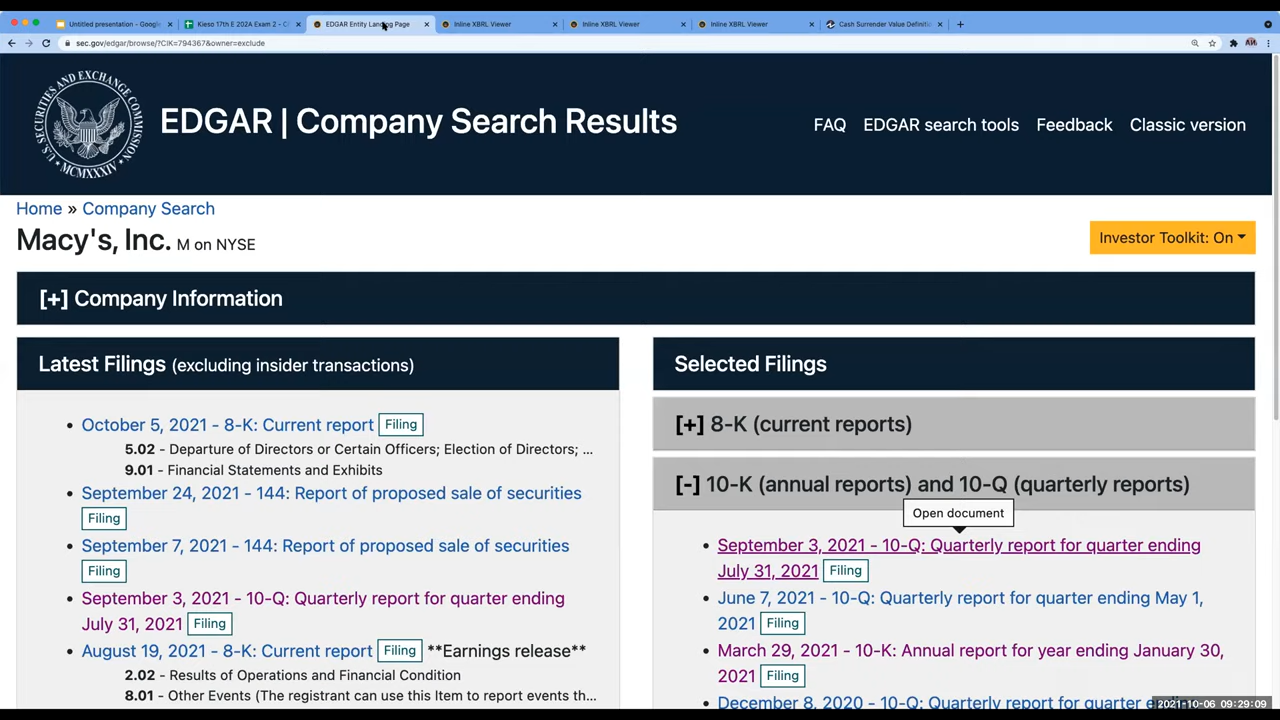 Untitled presentation - Google
Kieso 17th E 202A Exam 2 - C
EDGAR Entity Landing Page
Inline XBRL Viewer
Inline XBRL Viewer
Inline XBRL Viewer
Cash Surrender Value Definiti
sec.gov/edgar/browse/?CIK=794367&owner=exclude
U.S. SECURITIES AND EXCHANGE COMMISSION
MCMXXXIV
EDGAR | Company Search Results
FAQ
EDGAR search tools
Feedback
Classic version
Home » Company Search
Macy's, Inc. M on NYSE
Investor Toolkit: On
[+] Company Information
Latest Filings (excluding insider transactions)
• October 5, 2021 - 8-K: Current report Filing
5.02 - Departure of Directors or Certain Officers; Election of Directors; ...
9.01 - Financial Statements and Exhibits
• September 24, 2021 - 144: Report of proposed sale of securities
Filing
• September 7, 2021 - 144: Report of proposed sale of securities
Filing
• September 3, 2021 - 10-Q: Quarterly report for quarter ending
July 31, 2021 Filing
• August 19, 2021 - 8-K: Current report Filing **Earnings release**
2.02 - Results of Operations and Financial Condition
8.01 - Other Events (The registrant can use this Item to report events th...
Selected Filings
[+] 8-K (current reports)
[-] 10-K (annual reports) and 10-Q (quarterly reports)
Open document
• September 3, 2021 - 10-Q: Quarterly report for quarter ending
July 31, 2021 Filing
• June 7, 2021 - 10-Q: Quarterly report for quarter ending May 1,
2021 Filing
• March 29, 2021 - 10-K: Annual report for year ending January 30,
2021 Filing
December 8, 2020 - 10-Q: Quarterly report for quarter
2021-10-06 09:29:09